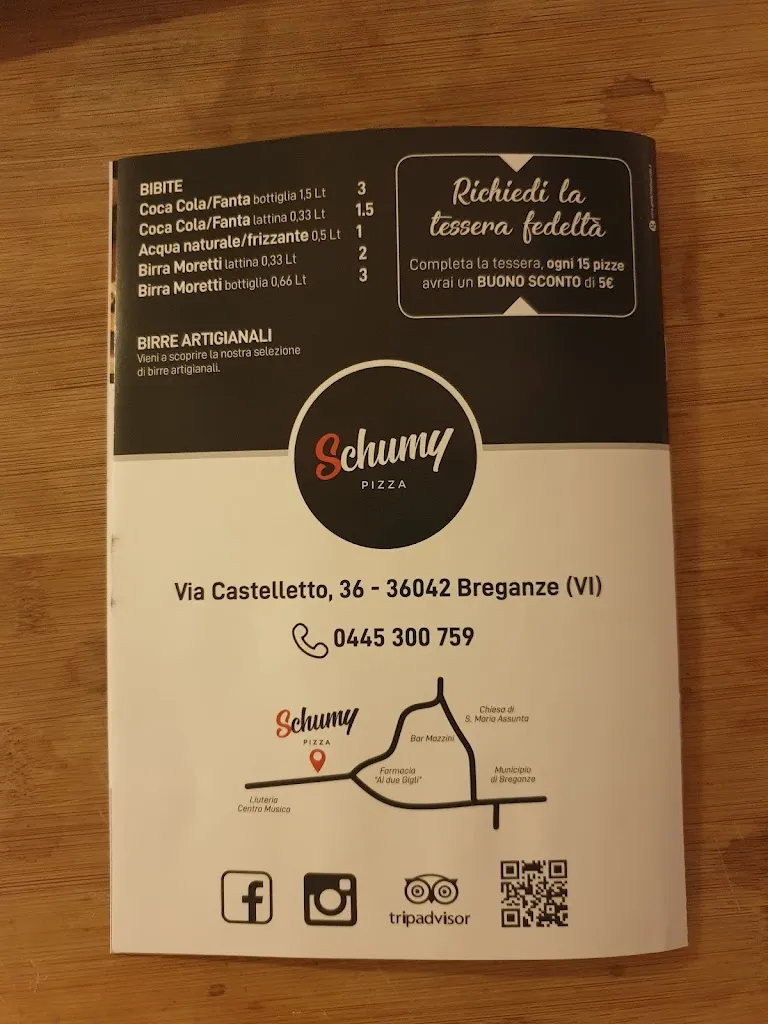 BIBITE
Coca Cola/Fanta bottiglia 1,5 Lt 3
Coca Cola/Fanta lattina 0,33 Lt 1.5
Acqua naturale/frizzante 0,5 Lt 1
Birra Moretti lattina 0,33 Lt 2
Birra Moretti bottiglia 0,66 Lt 3
Richiedi la
tessera fedeltà
Completa la tessera, ogni 15 pizze
avrai un BUONO SCONTO di 5€
BIRRE ARTIGIANALI
Vieni a scoprire la nostra selezione
di birre artigianali.
Schumy
PIZZA
Via Castelletto, 36 - 36042 Breganze (VI)
0445 300 759
Schumy
PIZZA
Chiesa di
S. Maria Assunta
Bar Mazzini
Farmacia
"Ai due Gigli"
Municipio
di Breganze
Liuteria
Centro Musica
tripadvisor